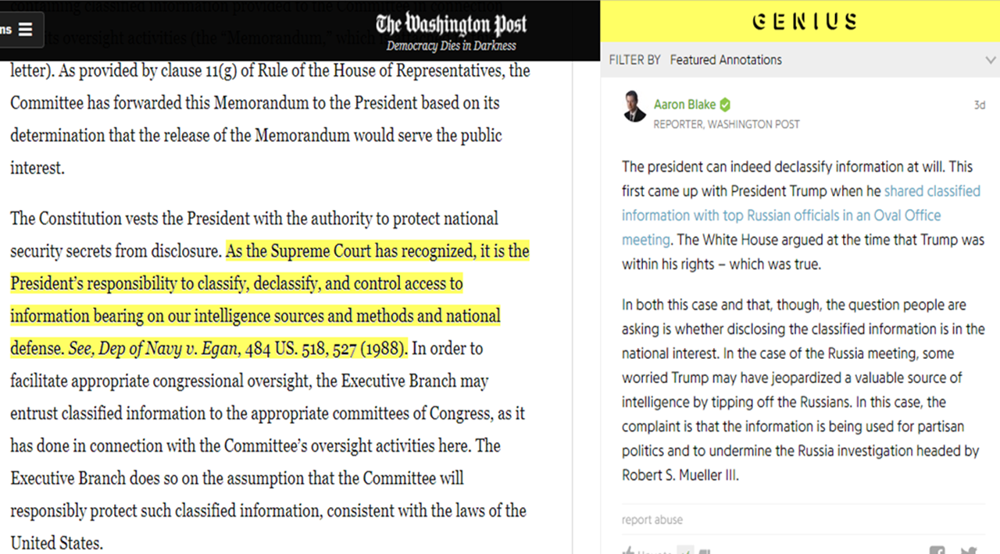 containing classified information provided to the Committee in connection
ns
oversight activities (the "Memorandum," which
The Washington Post
Democracy Dies in Darkness
letter). As provided by clause 11(g) of Rule of the House of Representatives, the
Committee has forwarded this Memorandum to the President based on its
determination that the release of the Memorandum would serve the public
interest.
The Constitution vests the President with the authority to protect national
security secrets from disclosure. As the Supreme Court has recognized, it is the
President's responsibility to classify, declassify, and control access to
information bearing on our intelligence sources and methods and national
defense. See, Dep of Navy v. Egan, 484 US. 518, 527 (1988). In order to
facilitate appropriate congressional oversight, the Executive Branch may
entrust classified information to the appropriate committees of Congress, as it
has done in connection with the Committee's oversight activities here. The
Executive Branch does so on the assumption that the Committee will
responsibly protect such classified information, consistent with the laws of the
United States.
GENIUS
FILTER BY Featured Annotations
Aaron Blake
3d
REPORTER, WASHINGTON POST
The president can indeed declassify information at will. This
first came up with President Trump when he shared classified
information with top Russian officials in an Oval Office
meeting. The White House argued at the time that Trump was
within his rights – which was true.
In both this case and that, though, the question people are
asking is whether disclosing the classified information is in the
national interest. In the case of the Russia meeting, some
worried Trump may have jeopardized a valuable source of
intelligence by tipping off the Russians. In this case, the
complaint is that the information is being used for partisan
politics and to undermine the Russia investigation headed by
Robert S. Mueller III.
report abuse